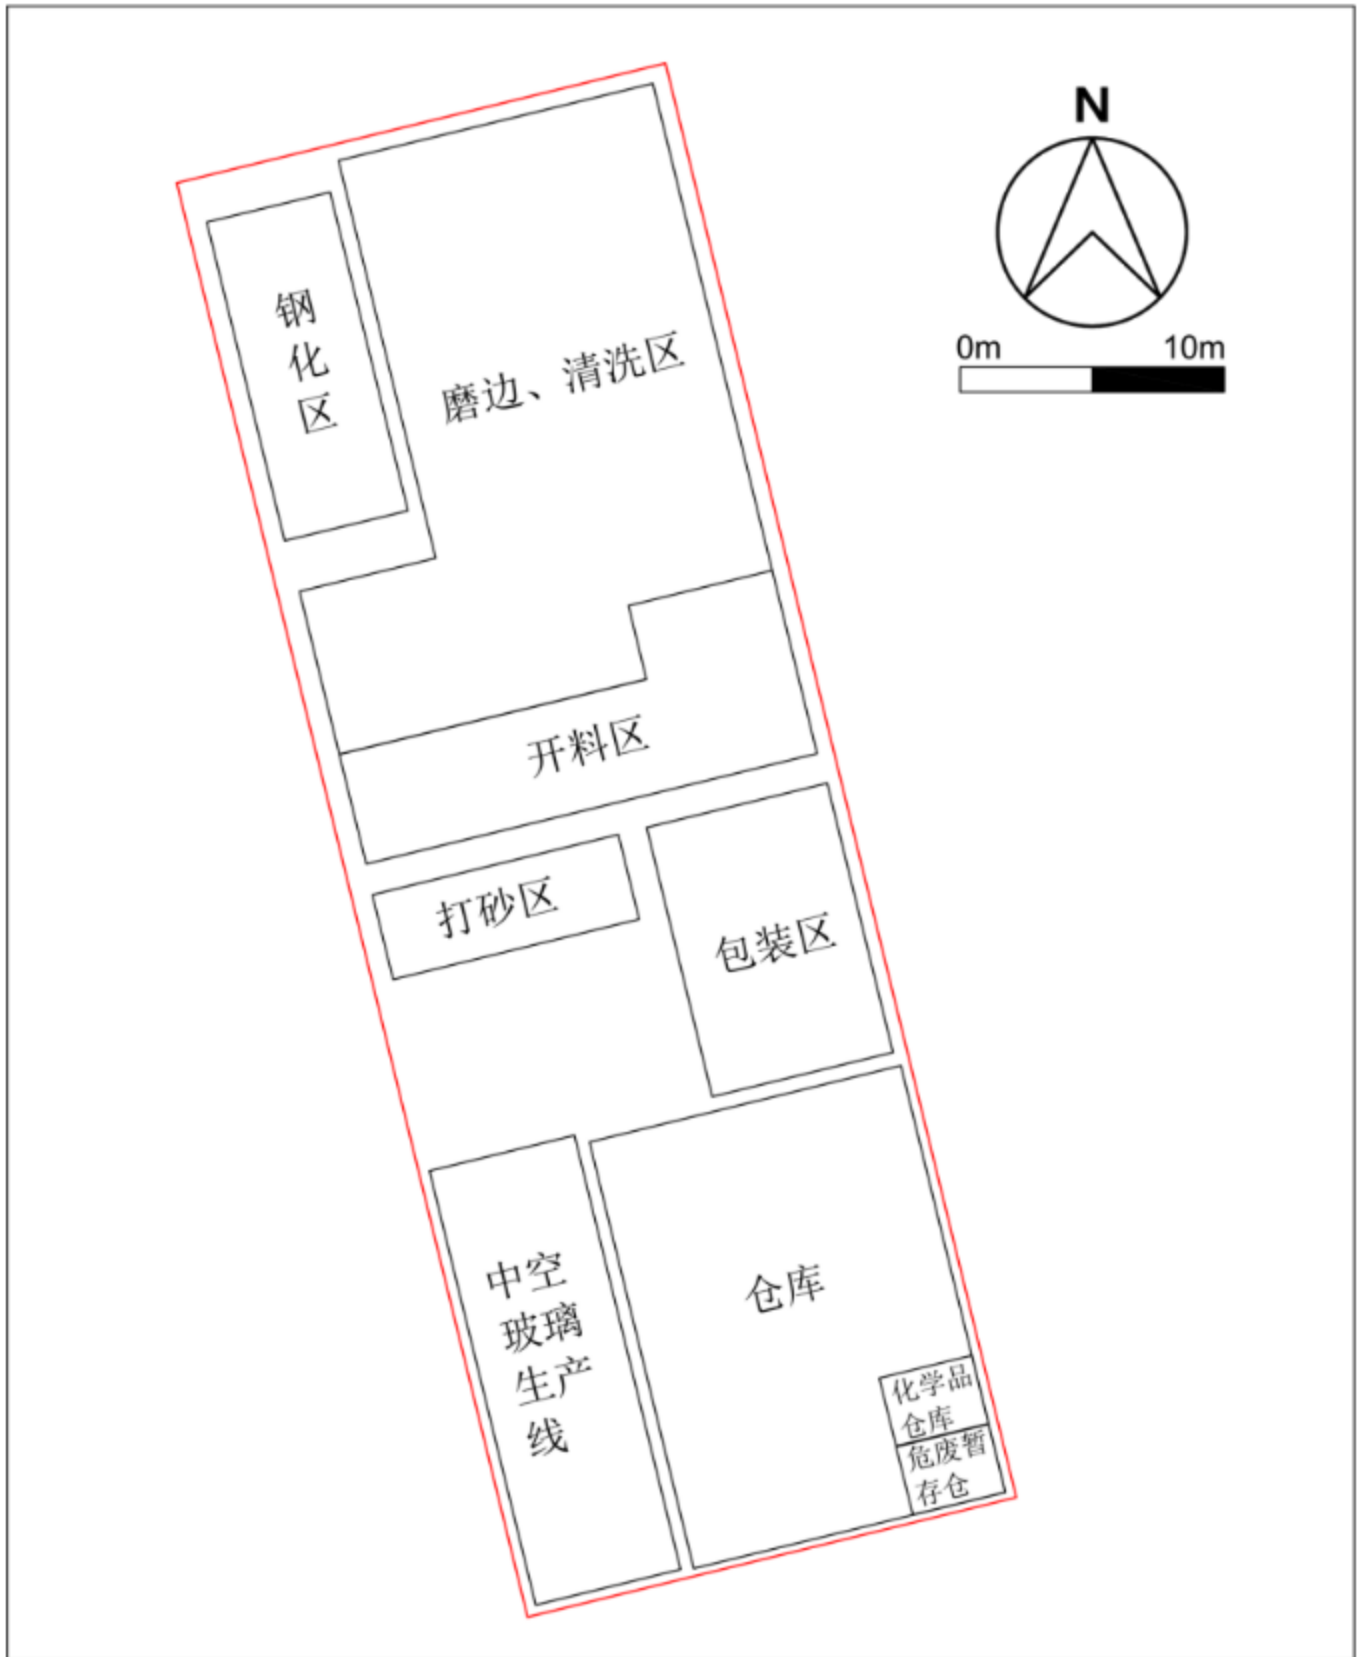 N
0m 10m
钢
化
区
磨边、清洗区
开料区
打砂区
包装区
中空
玻璃
生产
线
仓库
化学品
仓库
危废暂
存仓